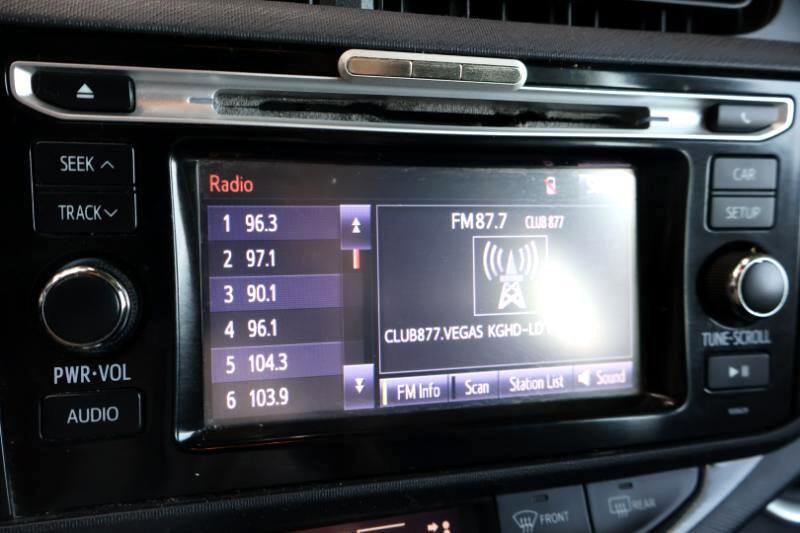 SEEK
TRACK
PWR·VOL
AUDIO
Radio
1 96.3
2 97.1
3 90.1
4 96.1
5 104.3
6 103.9
FM 87.7 CLUB 877
CLUB877.VEGAS KGHD-LD
FM Info Scan Station List Sound
CAR
SETUP
TUNE·SCROLL
FRONT
REAR